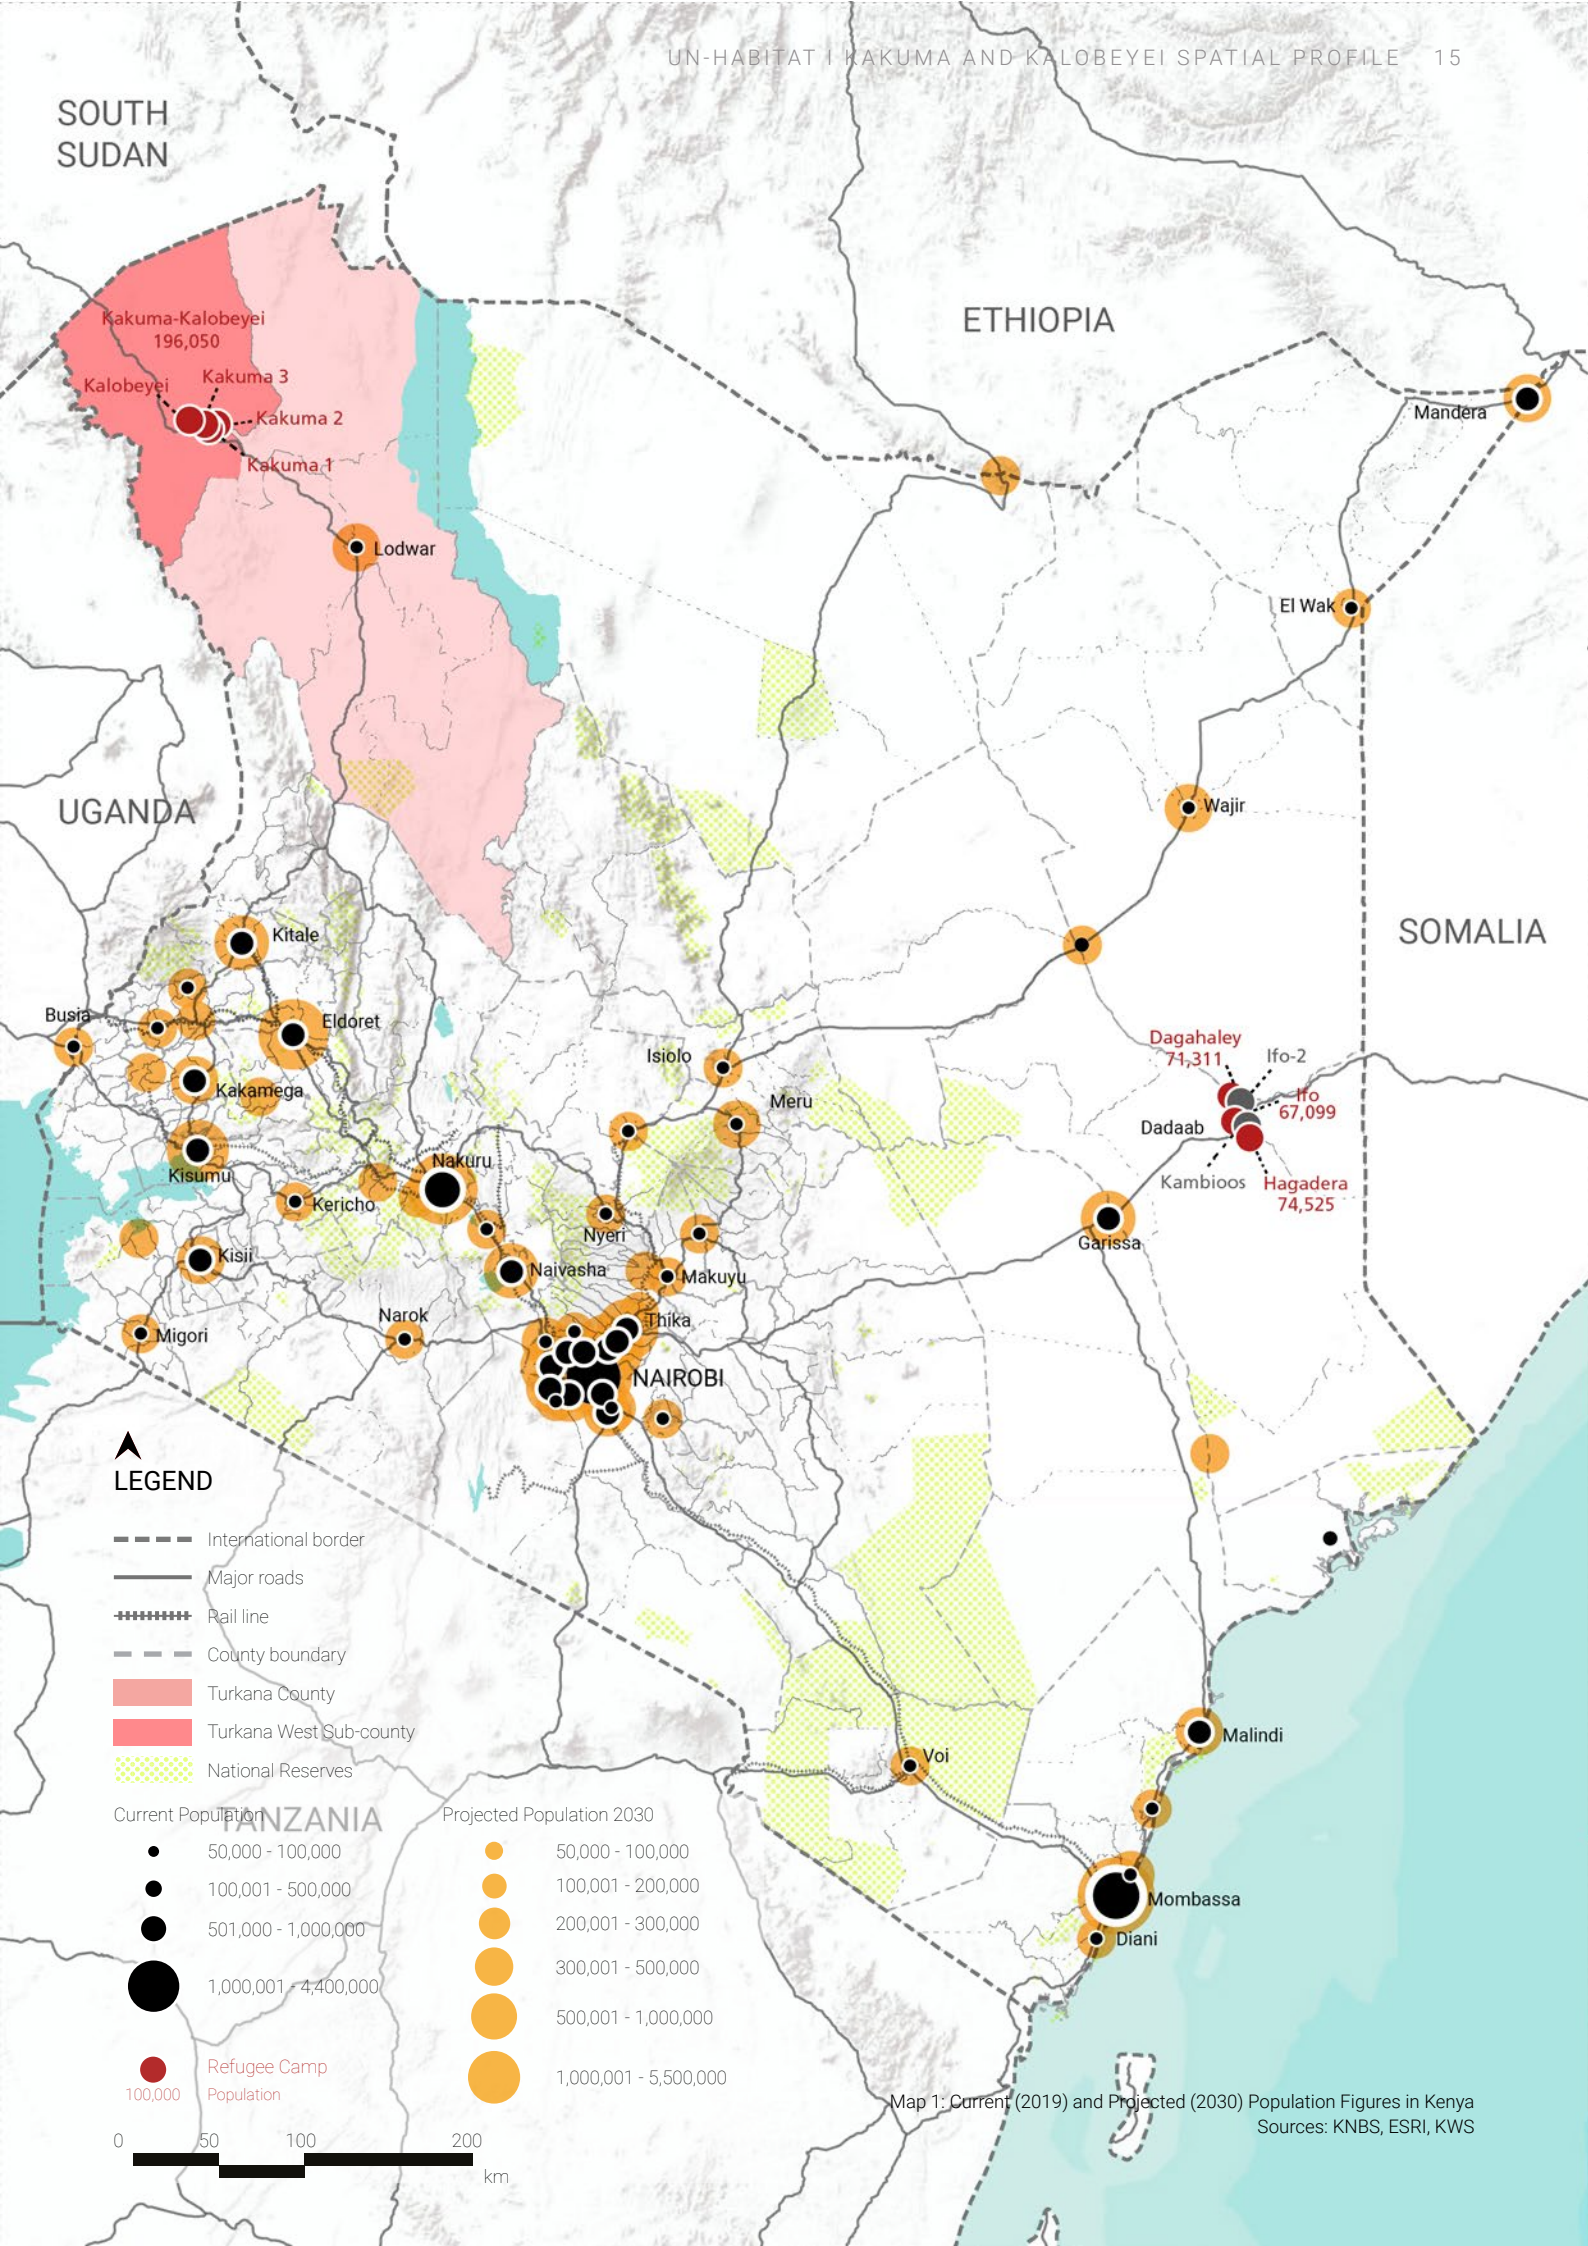 UN-HABITAT I KAKUMA AND KALOBEYEI SPATIAL PROFILE 15
SOUTH
SUDAN
ETHIOPIA
Kakuma-Kalobeyei
196,050
Kalobeyei
Kakuma 3
Kakuma 2
Kakuma 1
Mandera
Lodwar
El Wak
UGANDA
Wajir
SOMALIA
Kitale
Busia
Eldoret
Isiolo
Dagahaley
71,311
Ifo-2
Kakamega
Meru
Ifo
67,099
Dadaab
Kisumu
Nakuru
Kambioos
Hagadera
74,525
Kericho
Nyeri
Garissa
Kisii
Naivasha
Makuyu
Migori
Narok
Thika
NAIROBI
LEGEND
International border
Major roads
Rail line
County boundary
Turkana County
Turkana West Sub-county
National Reserves
Malindi
Voi
TANZANIA
Current Population
50,000 - 100,000
100,001 - 500,000
501,000 - 1,000,000
1,000,001 - 4,400,000
Refugee Camp
100,000 Population
Projected Population 2030
50,000 - 100,000
100,001 - 200,000
200,001 - 300,000
300,001 - 500,000
500,001 - 1,000,000
1,000,001 - 5,500,000
Mombassa
Diani
0 50 100 200
km
Map 1: Current (2019) and Projected (2030) Population Figures in Kenya
Sources: KNBS, ESRI, KWS